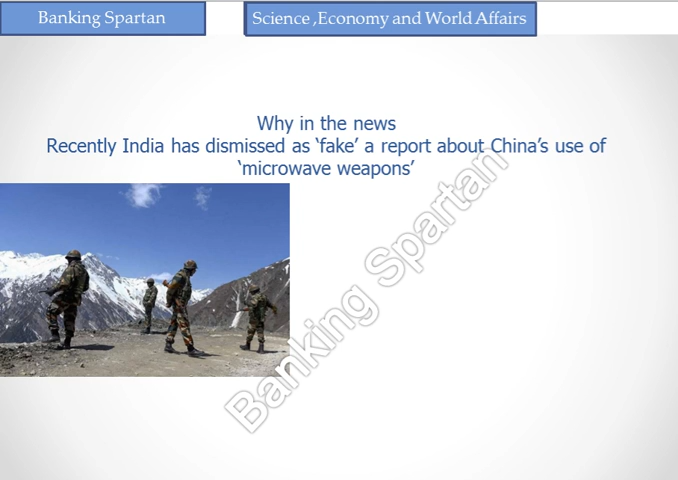 Banking Spartan
Science ,Economy and World Affairs
Why in the news
Recently India has dismissed as ‘fake’ a report about China’s use of
‘microwave weapons’
Banking Spartan